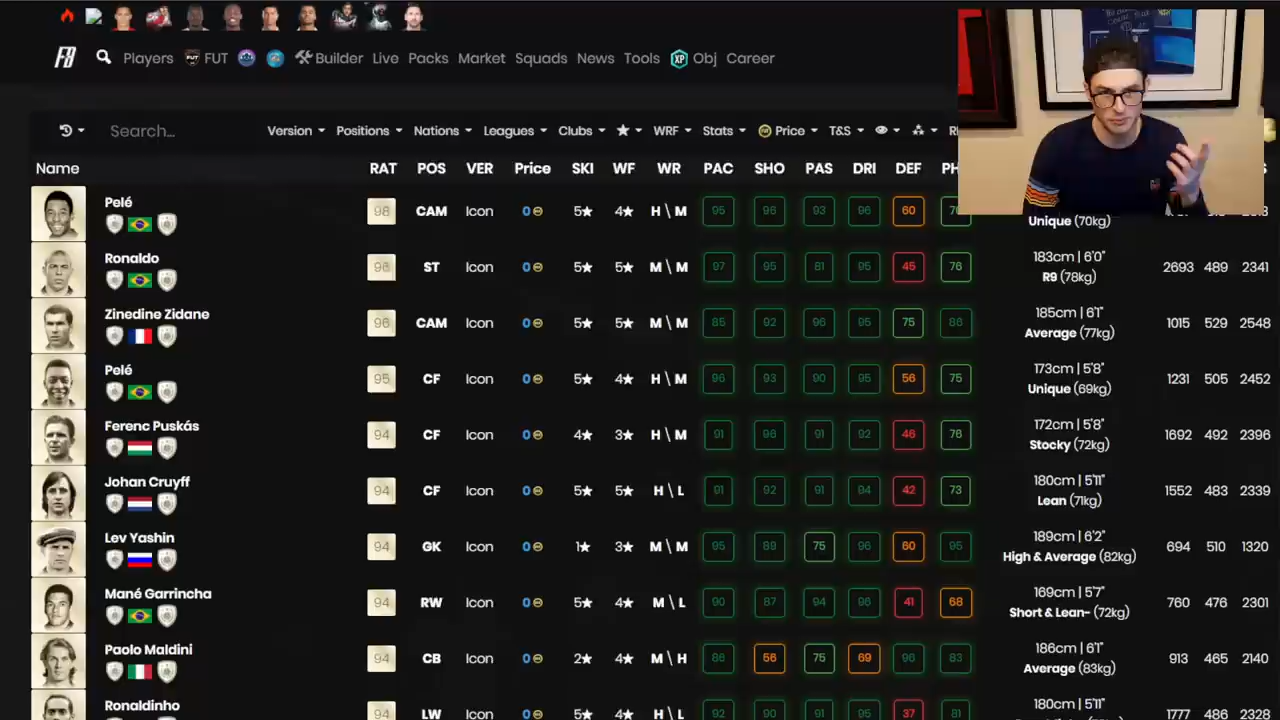 Players FUT Builder Live Packs Market Squads News Tools XP Obj Career
Search... Version Positions Nations Leagues Clubs WRF Stats Price T&S
Name RAT POS VER Price SKI WF WR PAC SHO PAS DRI DEF PH S
Pelé
98 CAM Icon 0 5★ 4★ H \ M 95 96 93 96 60
Unique (70kg)
Ronaldo
96 ST Icon 0 5★ 5★ M \ M 97 95 81 95 45 76 183cm | 6'0" 2693 489 2341
R9 (78kg)
Zinedine Zidane
96 CAM Icon 0 5★ 5★ M \ M 85 92 96 95 75 86 185cm | 6'1" 1015 529 2548
Average (77kg)
Pelé
95 CF Icon 0 5★ 4★ H \ M 96 93 90 95 56 75 173cm | 5'8" 1231 505 2452
Unique (69kg)
Ferenc Puskás
94 CF Icon 0 4★ 3★ H \ M 91 96 91 92 46 76 172cm | 5'8" 1692 492 2396
Stocky (72kg)
Johan Cruyff
94 CF Icon 0 5★ 5★ H \ L 91 92 91 94 42 73 180cm | 5'11" 1552 483 2339
Lean (71kg)
Lev Yashin
94 GK Icon 0 1★ 3★ M \ M 95 89 75 96 60 95 189cm | 6'2" 694 510 1320
High & Average (82kg)
Mané Garrincha
94 RW Icon 0 5★ 4★ M \ L 90 87 94 96 41 68 169cm | 5'7" 760 476 2301
Short & Lean- (72kg)
Paolo Maldini
94 CB Icon 0 2★ 4★ M \ H 86 56 75 69 96 83 186cm | 6'1" 913 465 2140
Average (83kg)
Ronaldinho
94 LW Icon 0 5★ 4★ H \ L 92 90 91 95 37 81 180cm | 5'11" 1777 486 2328